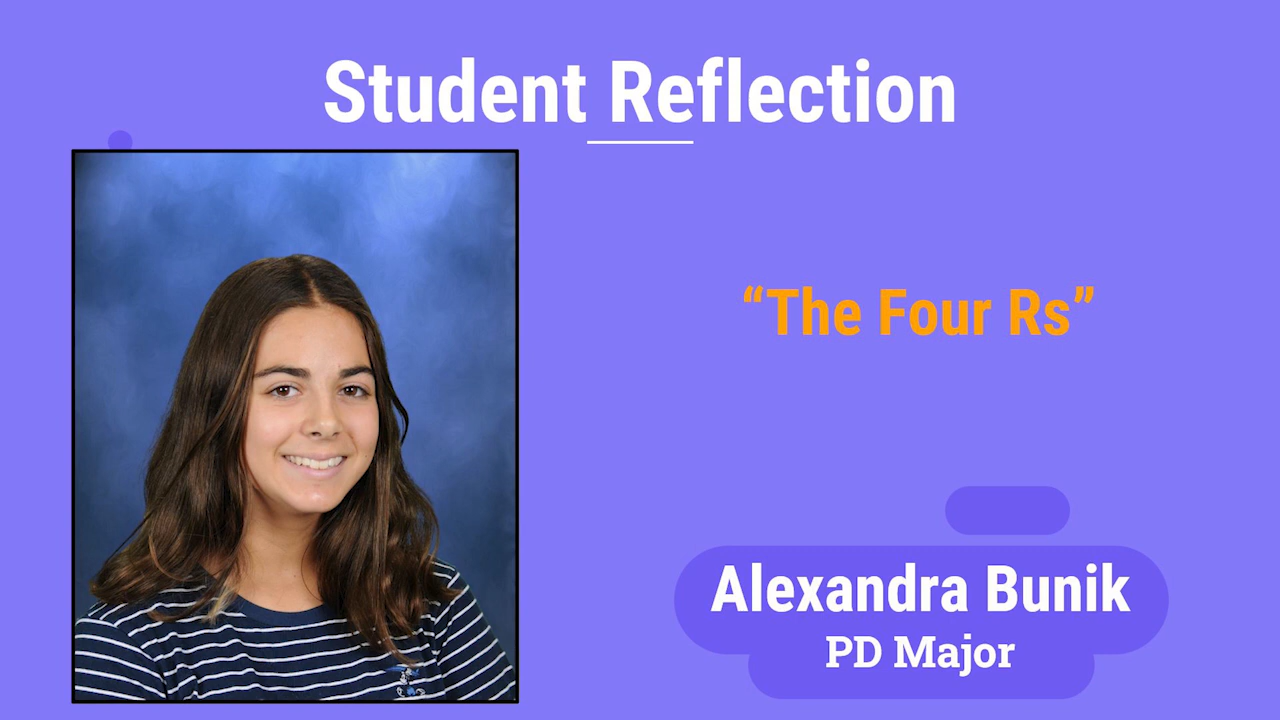 Student Reflection
“The Four Rs”
Alexandra Bunik
PD Major